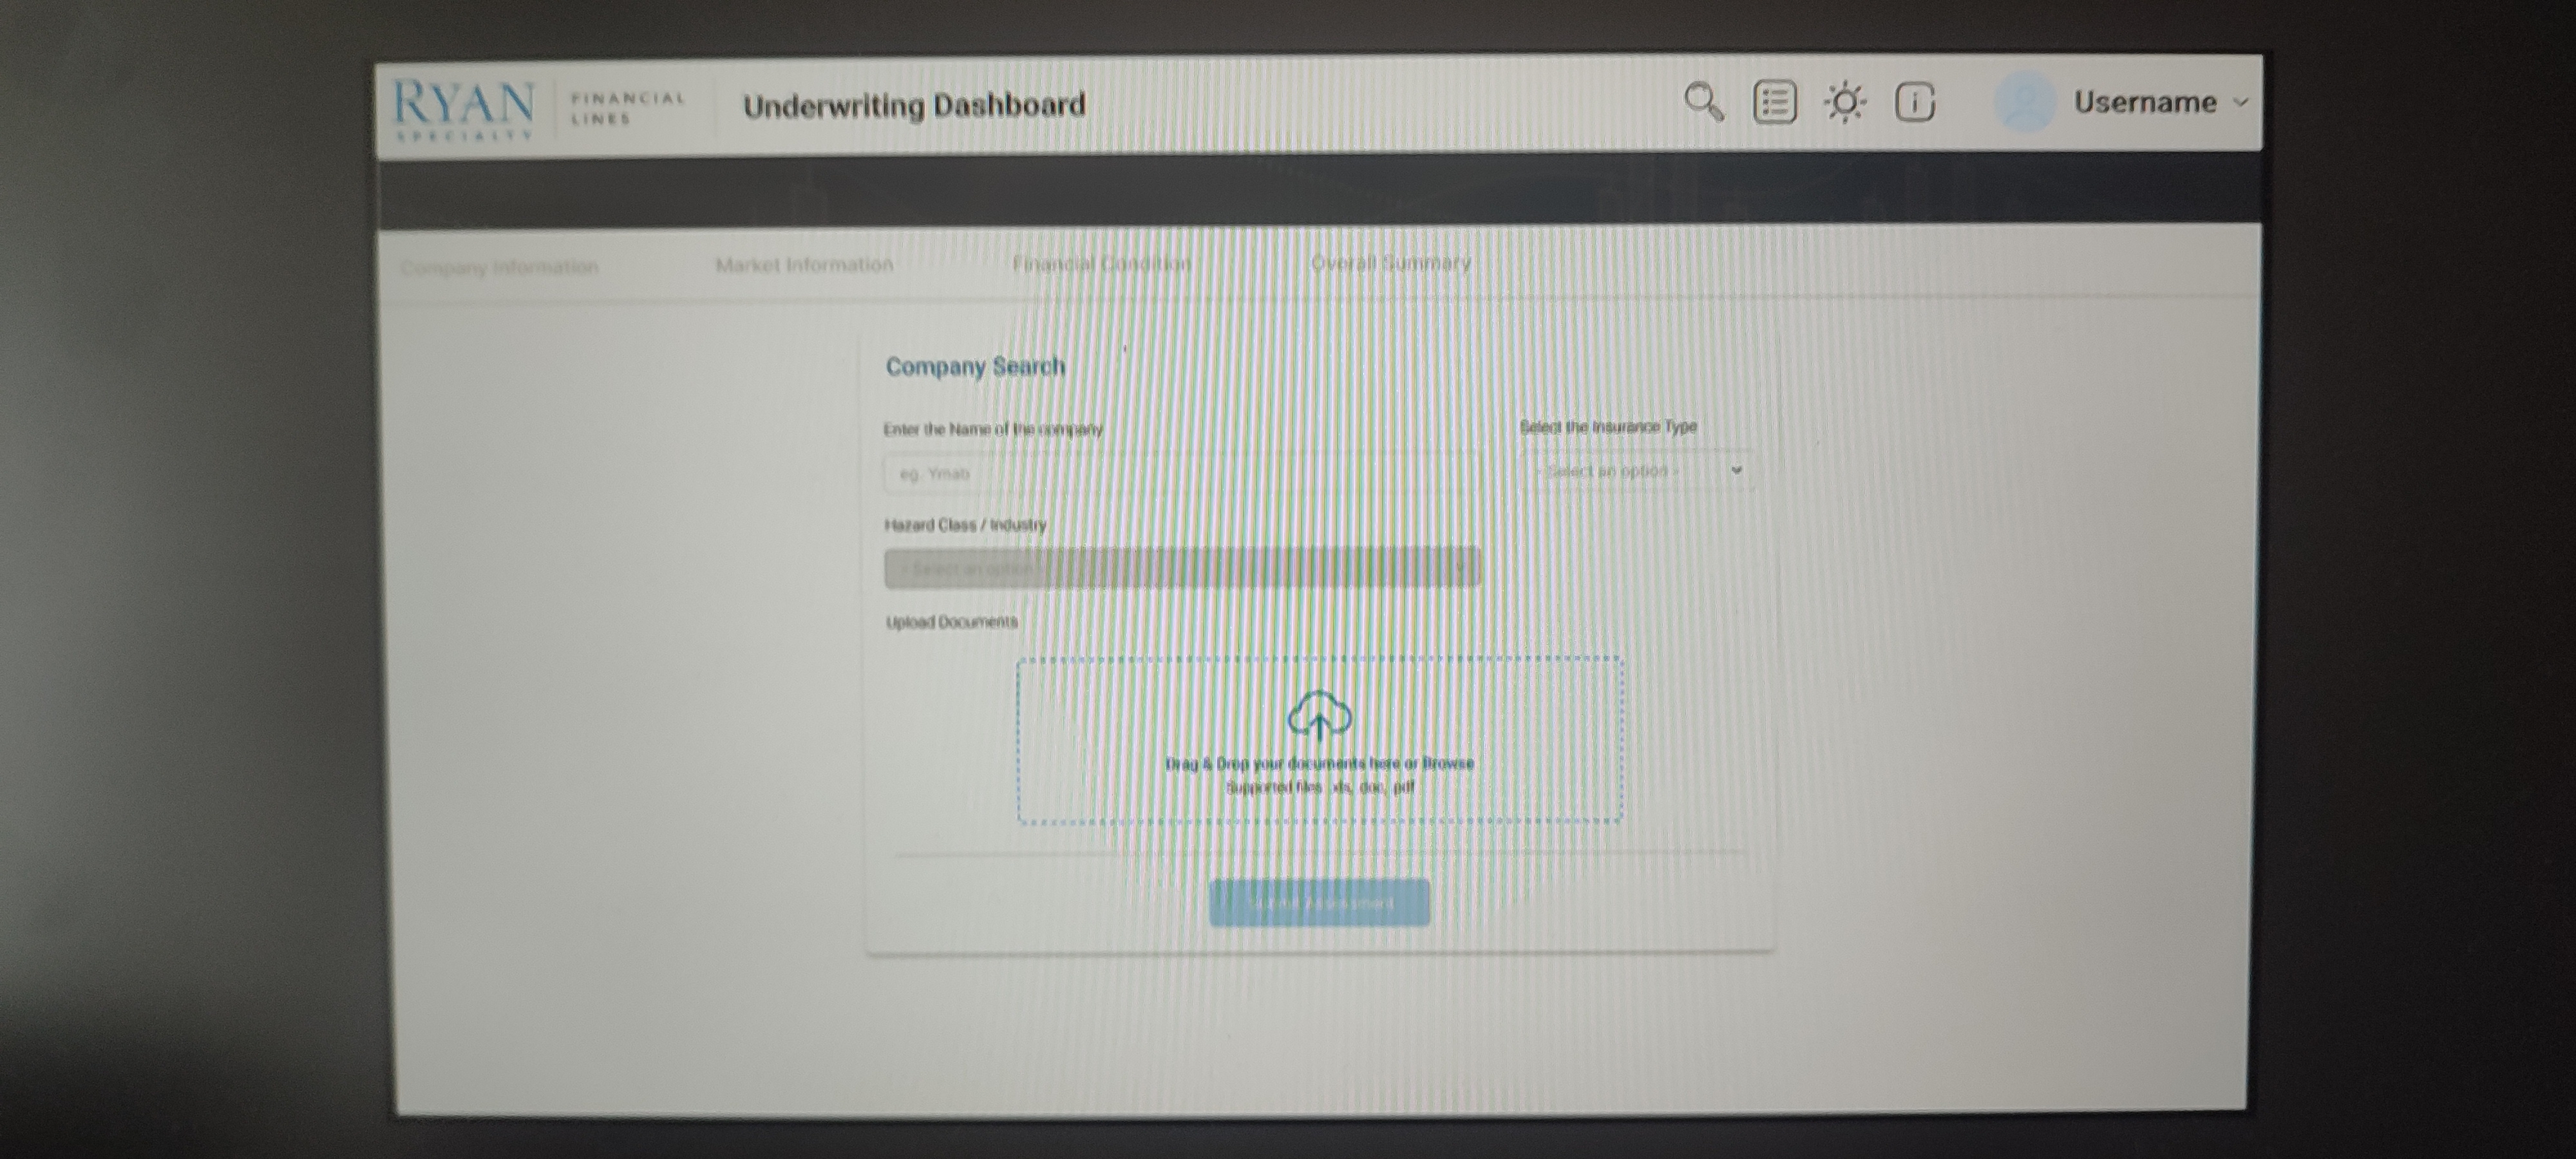 RYAN
SPECIALTY
FINANCIAL
LINES
Underwriting Dashboard
Username
Company Information
Market Information
Financial Condition
Overall Summary
Company Search
Enter the Name of the company
Select the Insurance Type
eg. Ymab
- Select an option -
Hazard Class / Industry
- Select an option
Upload Documents
Drag & Drop your documents here or Browse
Supported files .xls, doc, pdf
Submit Assessment